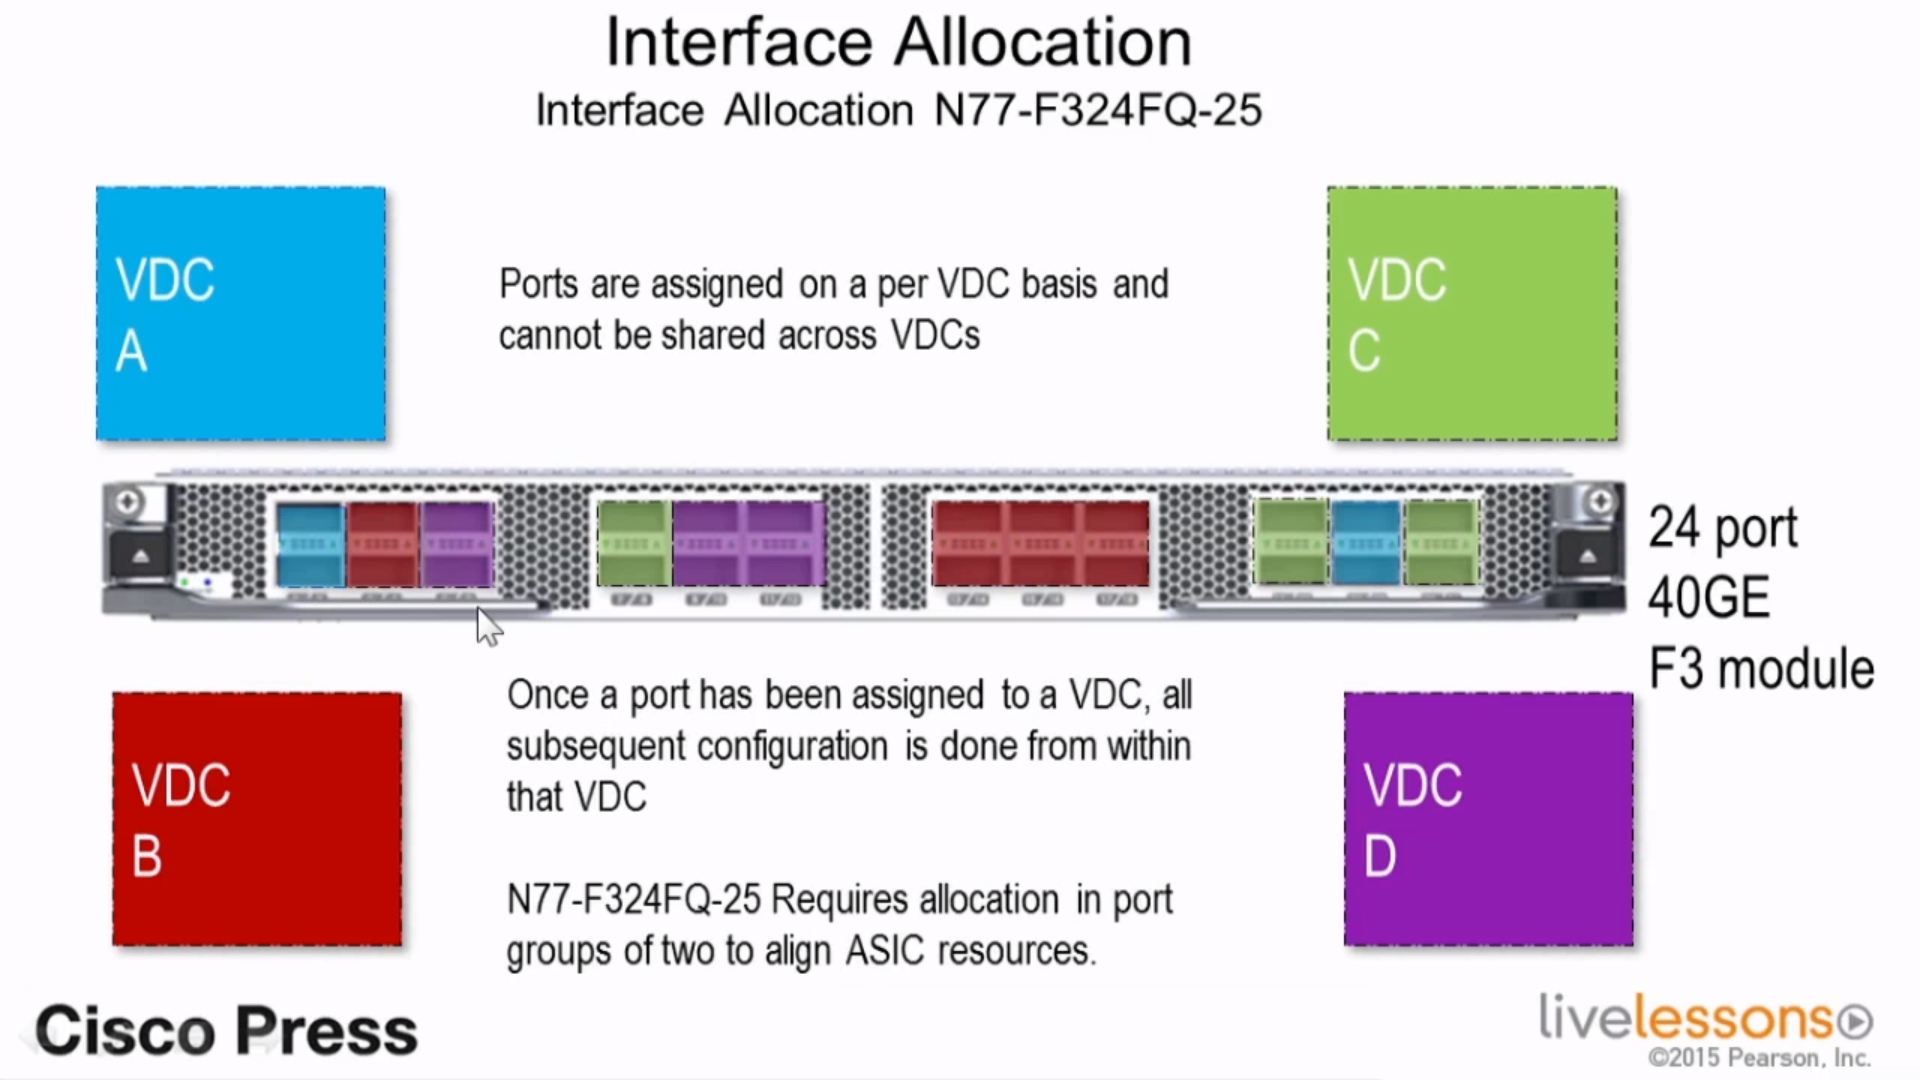 Interface Allocation
Interface Allocation N77-F324FQ-25
VDC
A
Ports are assigned on a per VDC basis and
cannot be shared across VDCs
VDC
C
24 port
40GE
F3 module
VDC
B
Once a port has been assigned to a VDC, all
subsequent configuration is done from within
that VDC
N77-F324FQ-25 Requires allocation in port
groups of two to align ASIC resources.
VDC
D
Cisco Press
livelessons
©2015 Pearson, Inc.